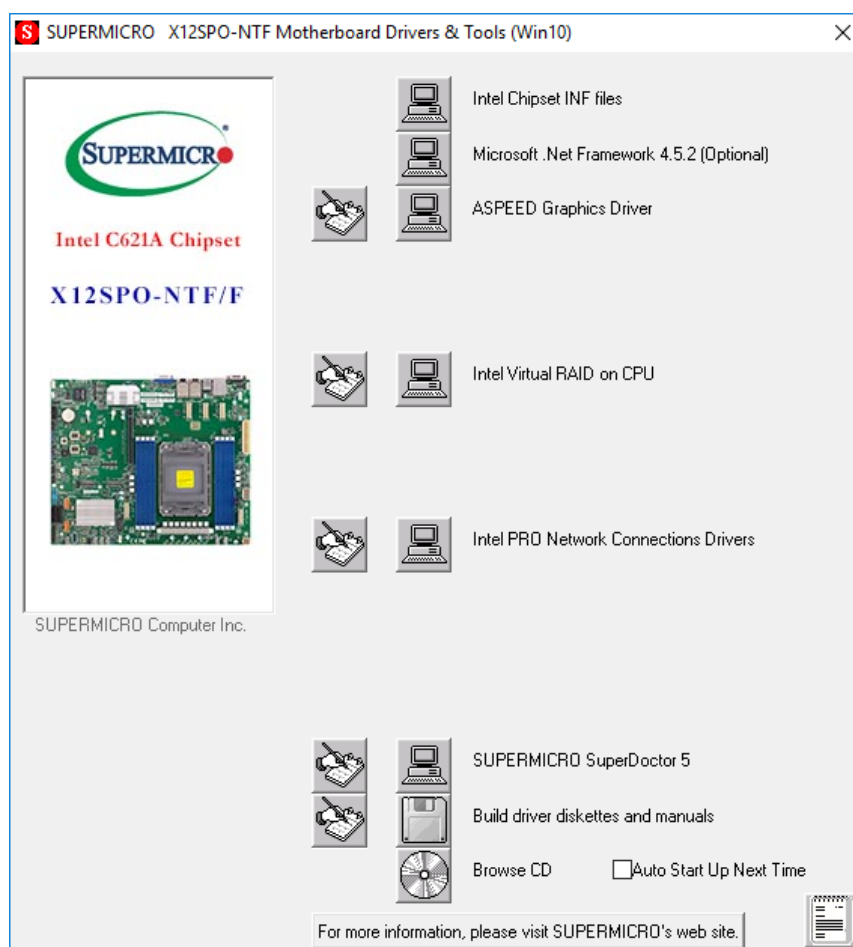 S SUPERMICRO X12SPO-NTF Motherboard Drivers & Tools (Win10)
SUPERMICR
Intel C621A Chipset
X12SPO-NTF/F
SUPERMICRO Computer Inc.
Intel Chipset INF files
Microsoft .Net Framework 4.5.2 (Optional)
ASPEED Graphics Driver
Intel Virtual RAID on CPU
Intel PRO Network Connections Drivers
SUPERMICRO SuperDoctor 5
Build driver diskettes and manuals
Browse CD Auto Start Up Next Time
For more information, please visit SUPERMICRO's web site.